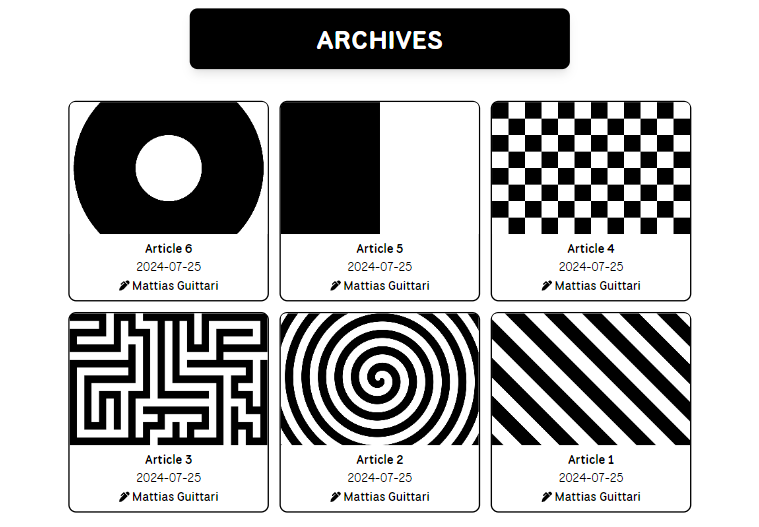 ARCHIVES
Article 6
2024-07-25
Mattias Guittari
Article 5
2024-07-25
Mattias Guittari
Article 4
2024-07-25
Mattias Guittari
Article 3
2024-07-25
Mattias Guittari
Article 2
2024-07-25
Mattias Guittari
Article 1
2024-07-25
Mattias Guittari